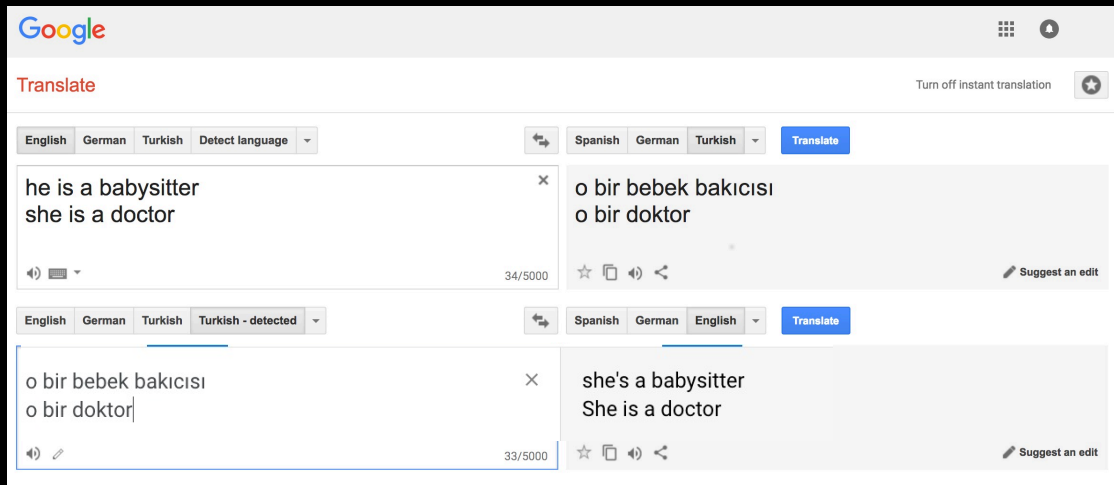 Google
Translate
Turn off instant translation
English German Turkish Detect language
Spanish German Turkish Translate
he is a babysitter
she is a doctor
34/5000
o bir bebek bakıcısı
o bir doktor
Suggest an edit
English German Turkish Turkish - detected
Spanish German English Translate
o bir bebek bakıcısı
o bir doktor
33/5000
she's a babysitter
She is a doctor
Suggest an edit